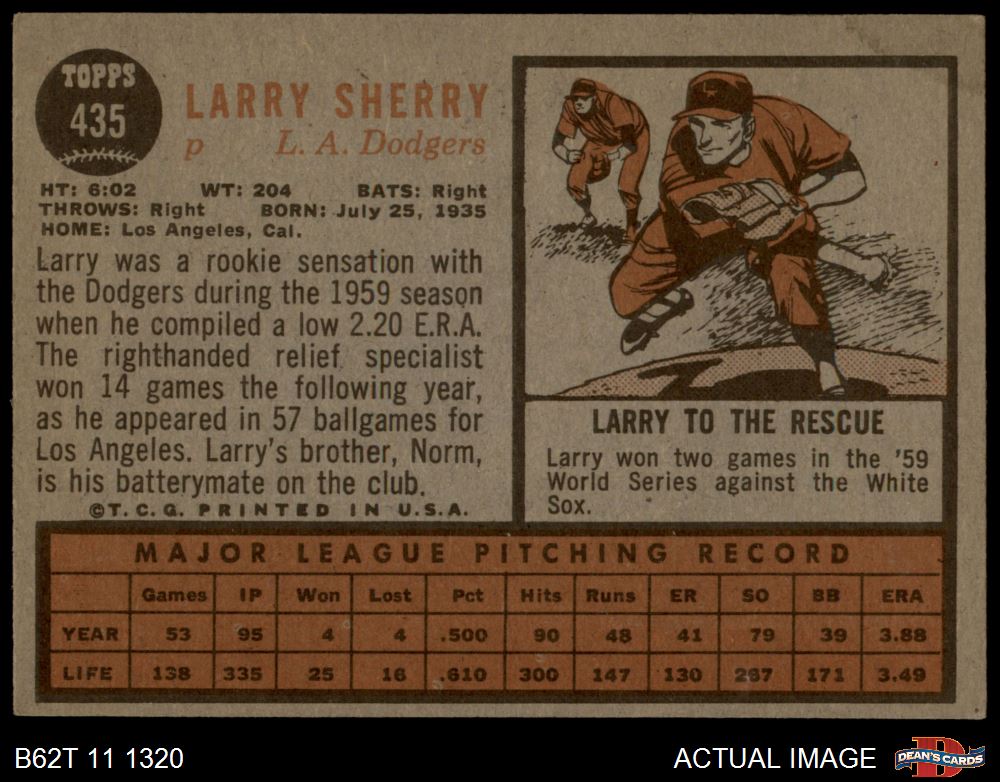 TOPPS
435
LARRY SHERRY
p L. A. Dodgers
HT: 6:02 WT: 204 BATS: Right
THROWS: Right BORN: July 25, 1935
HOME: Los Angeles, Cal.
Larry was a rookie sensation with
the Dodgers during the 1959 season
when he compiled a low 2.20 E.R.A.
The righthanded relief specialist
won 14 games the following year,
as he appeared in 57 ballgames for
Los Angeles. Larry's brother, Norm,
is his batterymate on the club.
©T. C. G. PRINTED IN U. S. A.
LARRY TO THE RESCUE
Larry won two games in the '59
World Series against the White
Sox.
MAJOR LEAGUE PITCHING RECORD
Games IP Won Lost Pct Hits Runs ER SO BB ERA
YEAR 53 95 4 4 .500 90 48 41 79 39 3.88
LIFE 138 335 25 16 .610 300 147 130 267 171 3.49
B62T 11 1320
ACTUAL IMAGE
D
DEAN'S CARDS